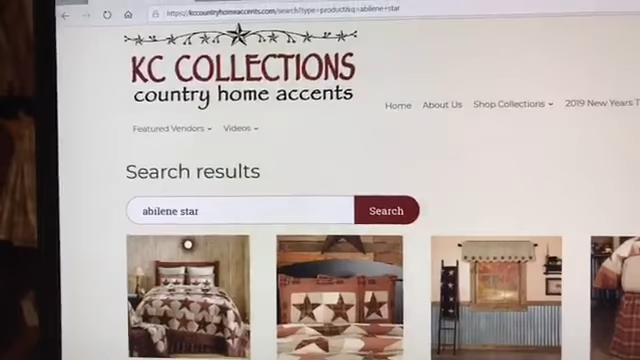 https://kccountryhomeaccents.com/search?type=product&q=abilene+star
KC COLLECTIONS
country home accents
Home About Us Shop Collections 2019 New Years T
Featured Vendors Videos
Search results
abilene star Search